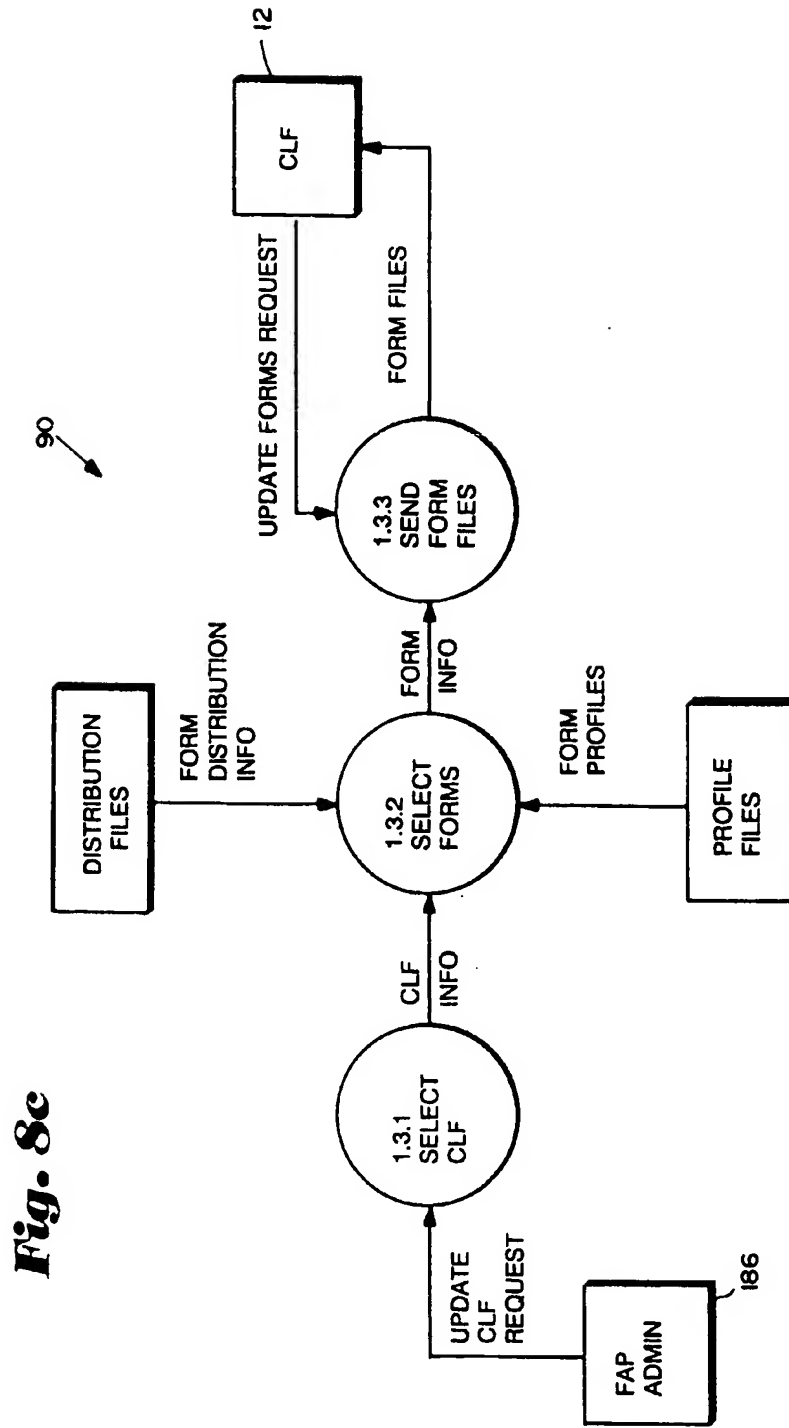 Fig. 8c
90
12
CLF
UPDATE FORMS REQUEST
FORM FILES
1.3.3
SEND
FORM
FILES
DISTRIBUTION
FILES
FORM
DISTRIBUTION
INFO
FORM
INFO
1.3.2
SELECT
FORMS
FORM
PROFILES
PROFILE
FILES
CLF
INFO
1.3.1
SELECT
CLF
UPDATE
CLF
REQUEST
FAP
ADMIN
186